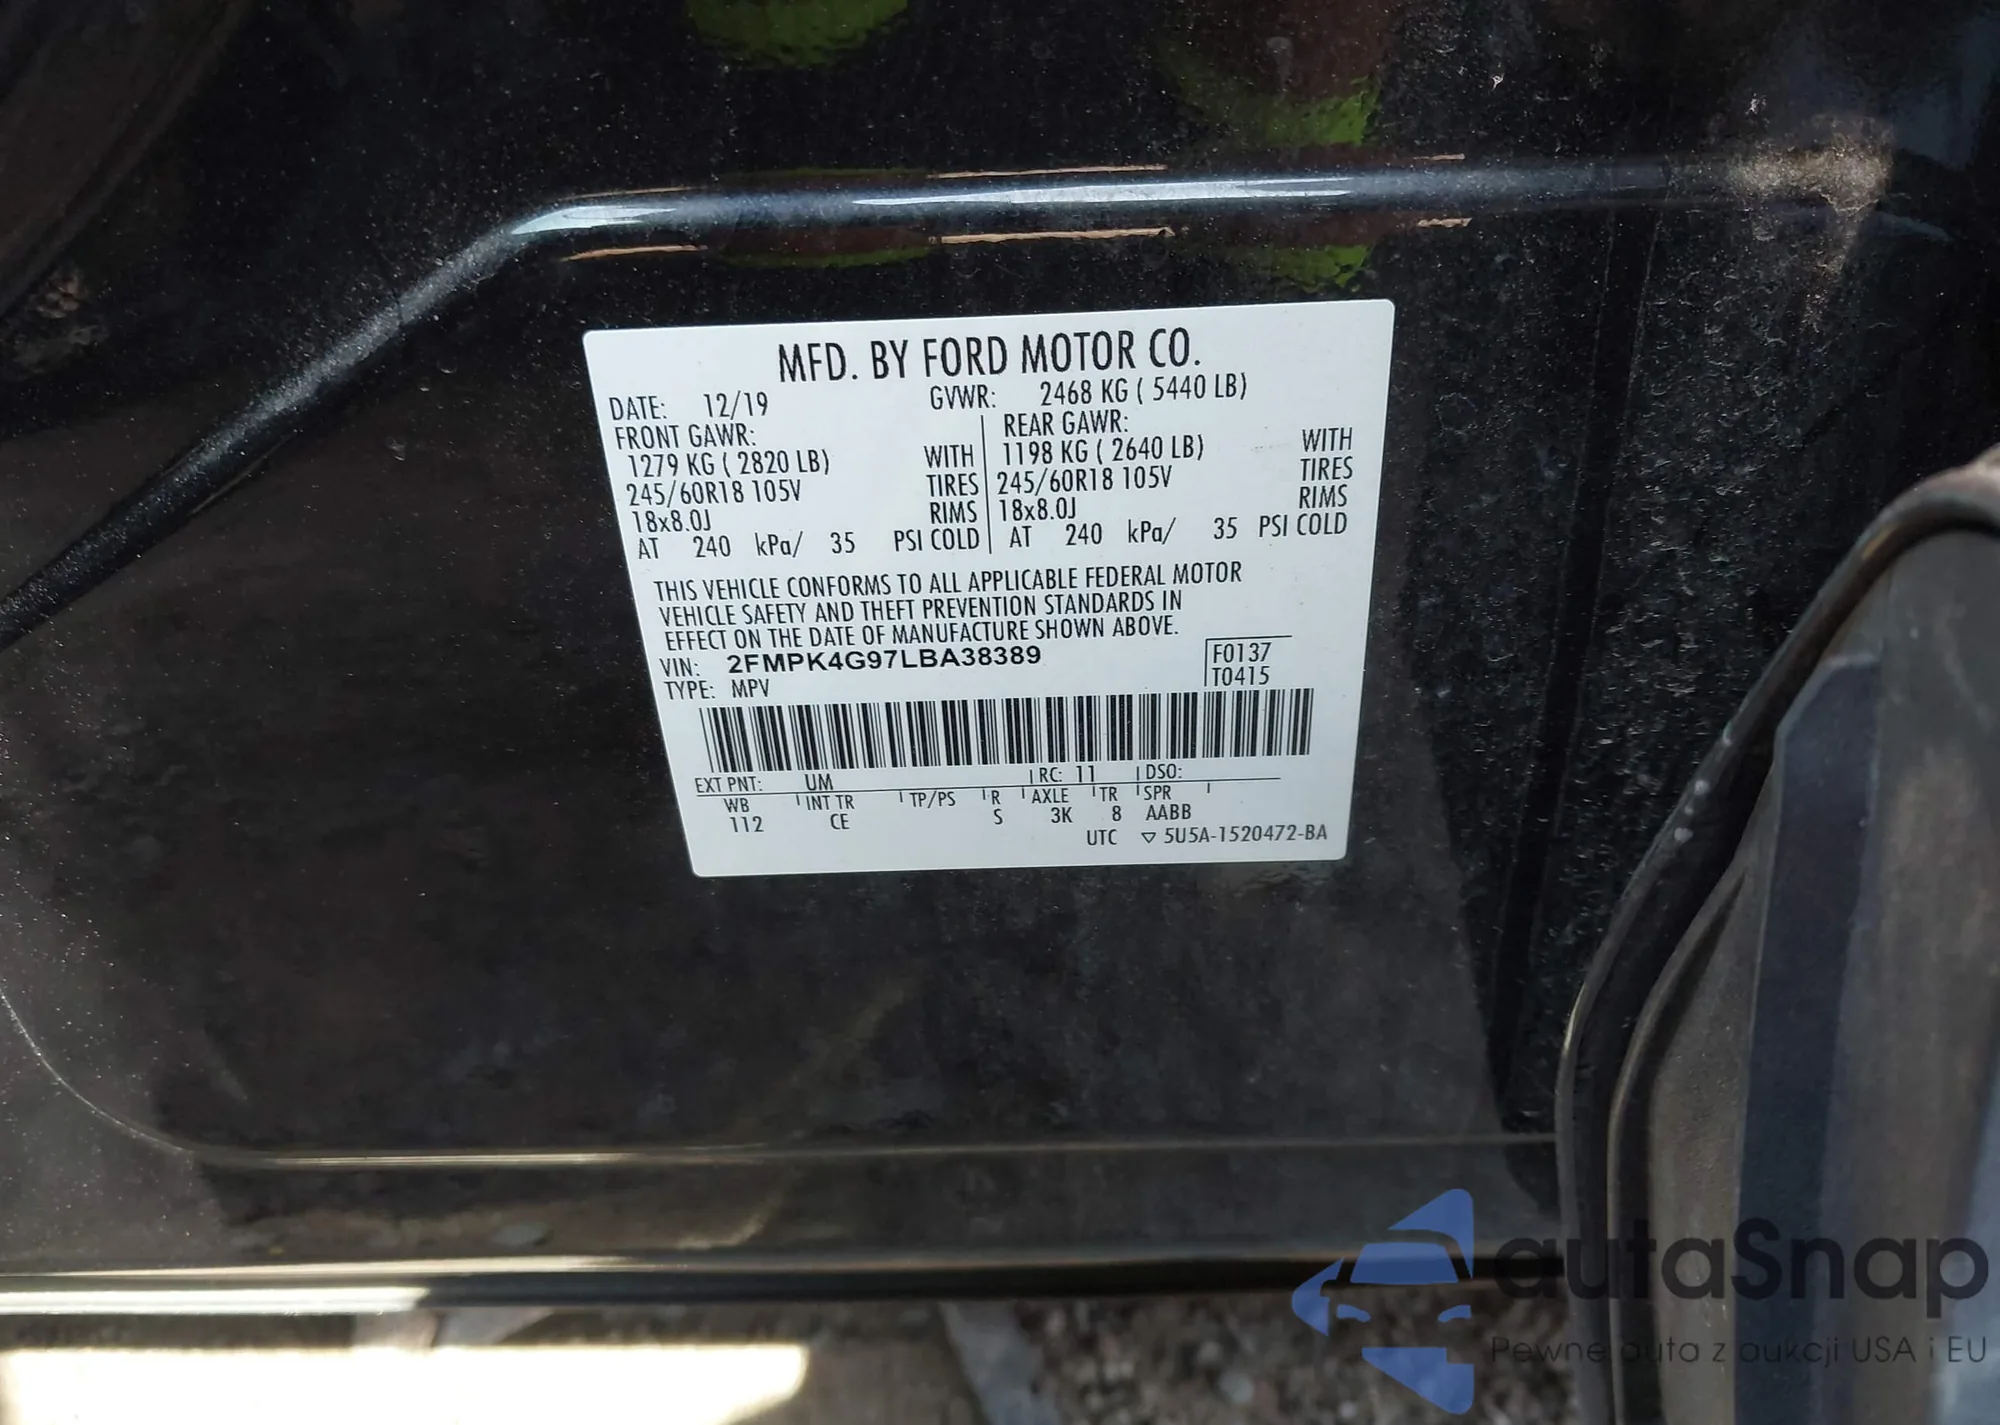 MFD. BY FORD MOTOR CO.
DATE: 12/19 GVWR: 2468 KG ( 5440 LB)
FRONT GAWR: REAR GAWR:
1279 KG ( 2820 LB) WITH 1198 KG ( 2640 LB) WITH
245/60R18 105V TIRES 245/60R18 105V TIRES
18x8.0J RIMS 18x8.0J RIMS
AT 240 kPa/ 35 PSI COLD AT 240 kPa/ 35 PSI COLD
THIS VEHICLE CONFORMS TO ALL APPLICABLE FEDERAL MOTOR
VEHICLE SAFETY AND THEFT PREVENTION STANDARDS IN
EFFECT ON THE DATE OF MANUFACTURE SHOWN ABOVE.
VIN: 2FMPK4G97LBA38389 F0137
TYPE: MPV T0415
EXT PNT: UM RC: 11 DSO:
WB INT TR TP/PS R AXLE TR SPR
112 CE S 3K 8 AABB
UTC ▽ 5U5A-1520472-BA
autaSnap
Pewne auta z aukcji USA i EU